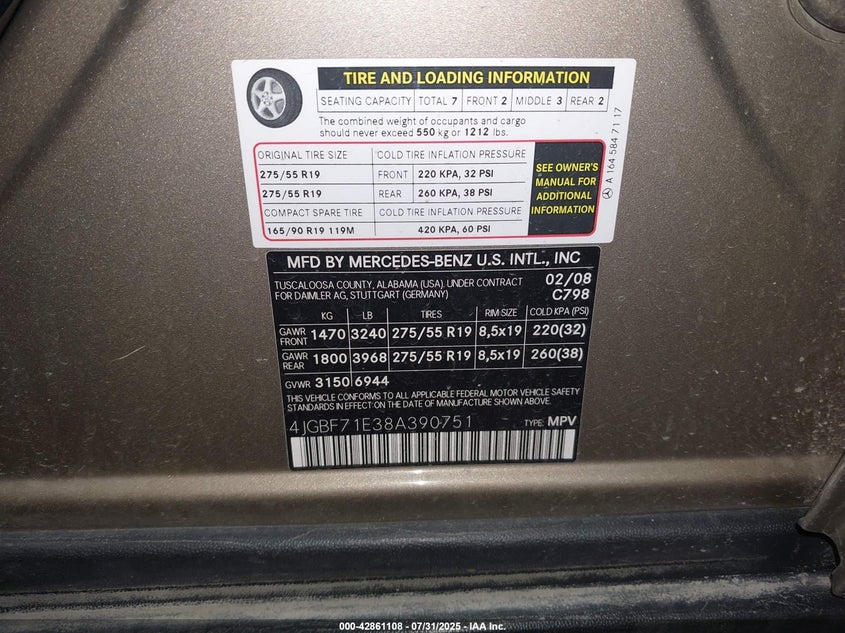 TIRE AND LOADING INFORMATION
SEATING CAPACITY TOTAL 7 FRONT 2 MIDDLE 3 REAR 2
The combined weight of occupants and cargo
should never exceed 550 kg or 1212 lbs.
ORIGINAL TIRE SIZE COLD TIRE INFLATION PRESSURE
275/55 R19 FRONT 220 KPA, 32 PSI
275/55 R19 REAR 260 KPA, 38 PSI
COMPACT SPARE TIRE COLD TIRE INFLATION PRESSURE
165/90 R19 119M 420 KPA, 60 PSI
SEE OWNER'S
MANUAL FOR
ADDITIONAL
INFORMATION
A 164 584 71 17
MFD BY MERCEDES-BENZ U.S. INTL., INC
TUSCALOOSA COUNTY, ALABAMA (USA). UNDER CONTRACT 02/08
FOR DAIMLER AG, STUTTGART (GERMANY) C798
KG LB TIRES RIM SIZE COLD KPA (PSI)
GAWR FRONT 1470 3240 275/55 R19 8,5x19 220(32)
GAWR REAR 1800 3968 275/55 R19 8,5x19 260(38)
GVWR 3150 6944
THIS VEHICLE CONFORMS TO ALL APPLICABLE FEDERAL MOTOR VEHICLE SAFETY
STANDARDS IN EFFECT ON THE DATE OF MANUFACTURE SHOWN ABOVE.
4JGBF71E38A390751 TYPE: MPV
000-42861108 - 07/31/2025 - IAA Inc.